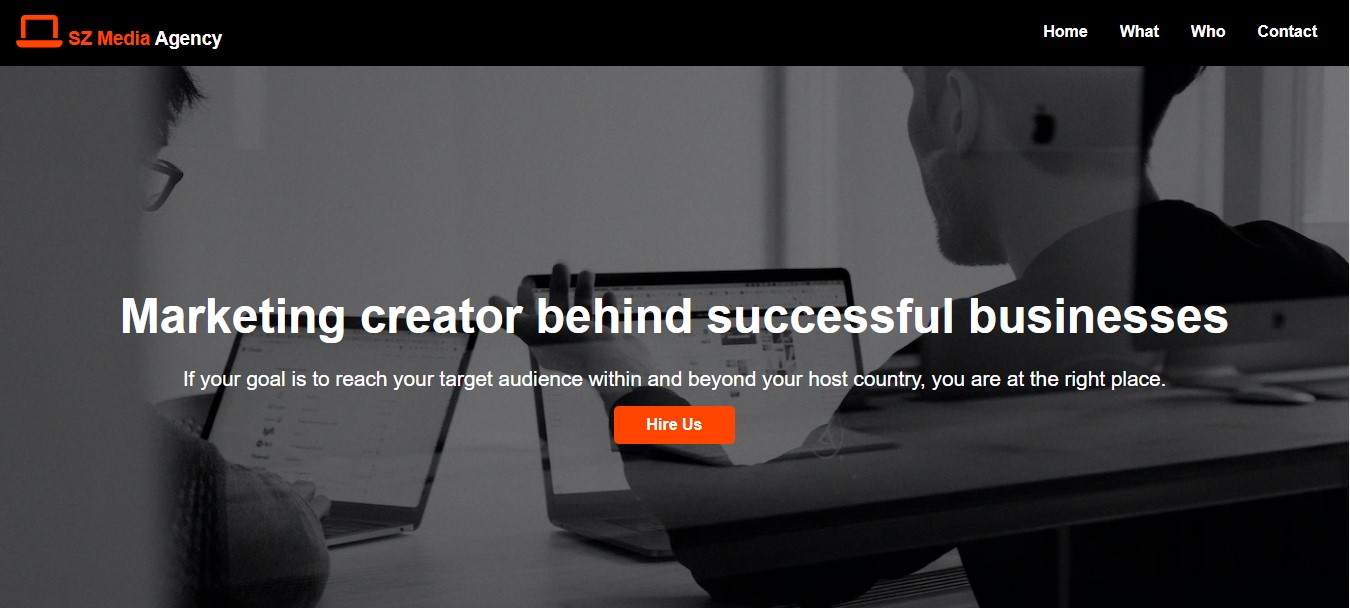 SZ Media Agency
Home What Who Contact
Marketing creator behind successful businesses
If your goal is to reach your target audience within and beyond your host country, you are at the right place.
Hire Us